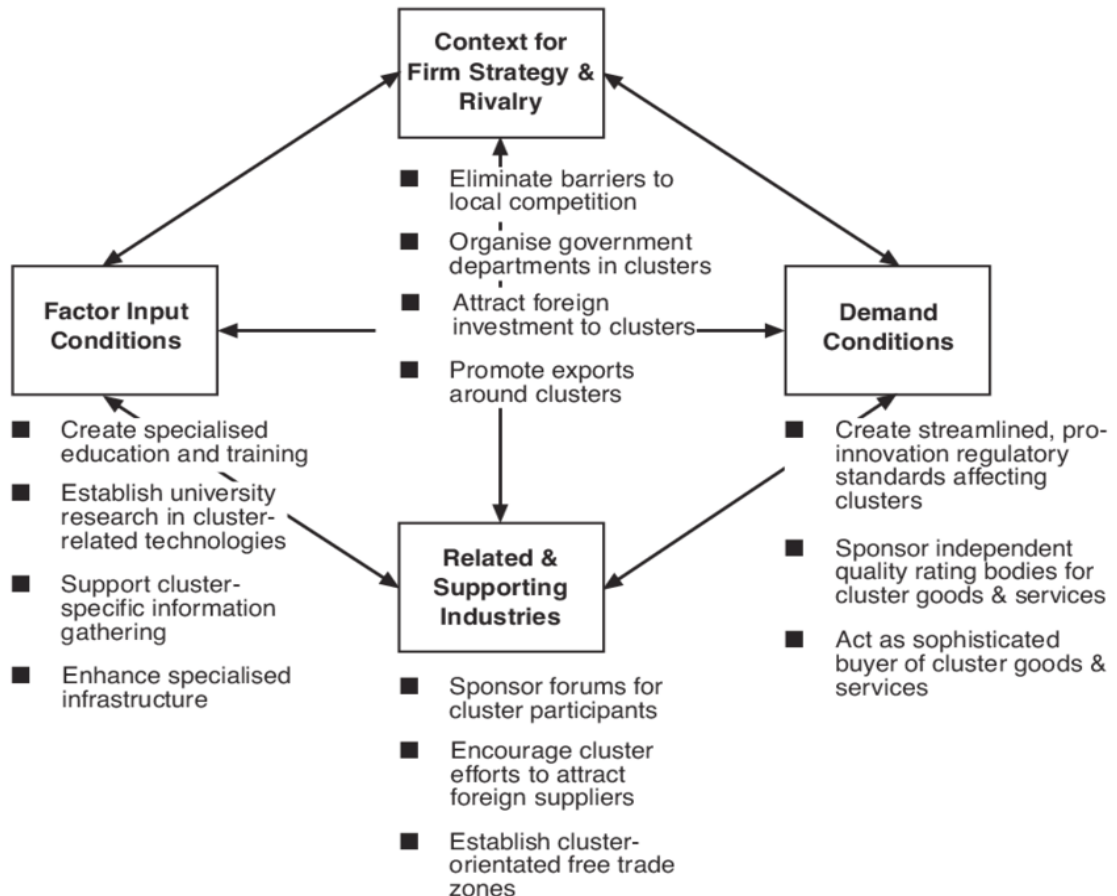 Context for
Firm Strategy &
Rivalry
■ Eliminate barriers to
local competition
■ Organise government
departments in clusters
■ Attract foreign
investment to clusters
■ Promote exports
around clusters
Factor Input
Conditions
■ Create specialised
education and training
■ Establish university
research in cluster-
related technologies
■ Support cluster-
specific information
gathering
■ Enhance specialised
infrastructure
Demand
Conditions
■ Create streamlined, pro-
innovation regulatory
standards affecting
clusters
■ Sponsor independent
quality rating bodies for
cluster goods & services
■ Act as sophisticated
buyer of cluster goods &
services
Related &
Supporting
Industries
■ Sponsor forums for
cluster participants
■ Encourage cluster
efforts to attract
foreign suppliers
■ Establish cluster-
orientated free trade
zones